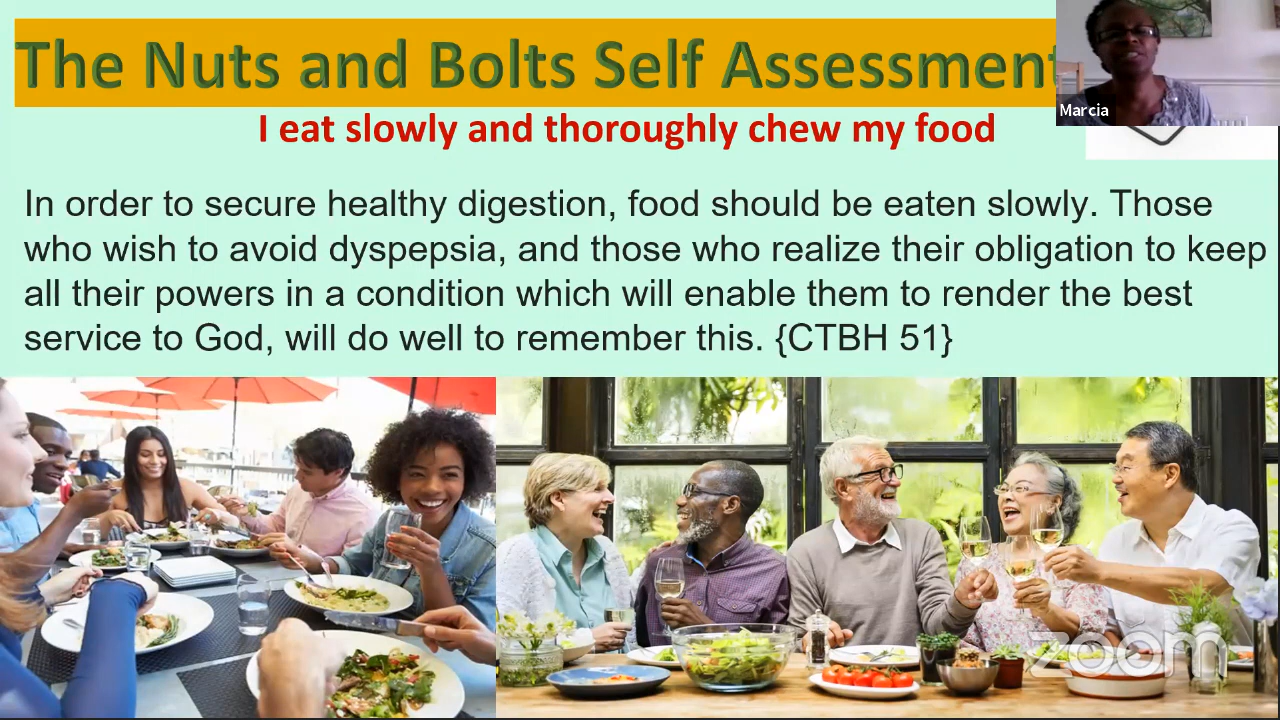 The Nuts and Bolts Self Assessment
Marcia
I eat slowly and thoroughly chew my food
In order to secure healthy digestion, food should be eaten slowly. Those
who wish to avoid dyspepsia, and those who realize their obligation to keep
all their powers in a condition which will enable them to render the best
service to God, will do well to remember this. {CTBH 51}
zoom